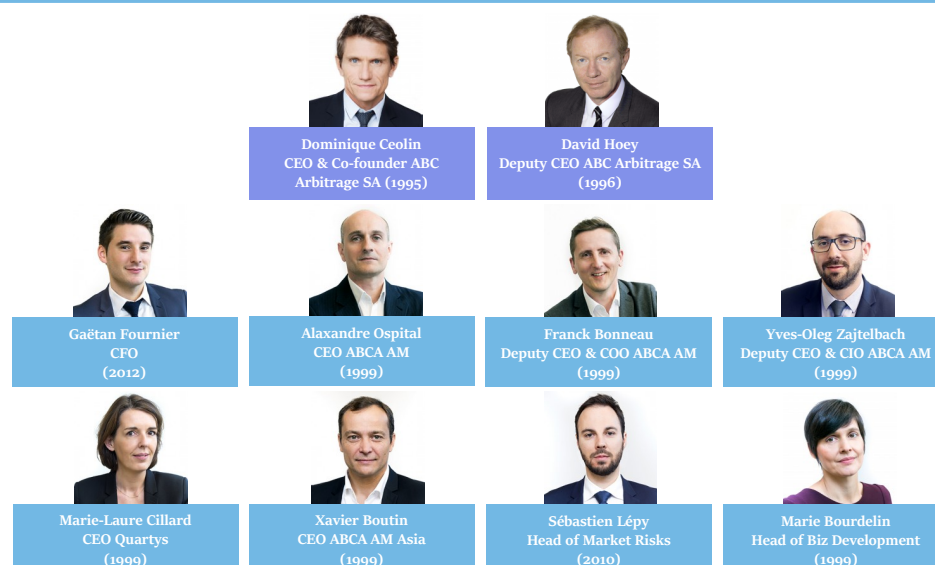 Dominique Ceolin
CEO & Co-founder ABC
Arbitrage SA (1995)
David Hoey
Deputy CEO ABC Arbitrage SA
(1996)
Gaëtan Fournier
CFO
(2012)
Alaxandre Ospital
CEO ABCA AM
(1999)
Franck Bonneau
Deputy CEO & COO ABCA AM
(1999)
Yves-Oleg Zajtelbach
Deputy CEO & CIO ABCA AM
(1999)
Marie-Laure Cillard
CEO Quartys
(1999)
Xavier Boutin
CEO ABCA AM Asia
(1999)
Sébastien Lépy
Head of Market Risks
(2010)
Marie Bourdelin
Head of Biz Development
(1999)